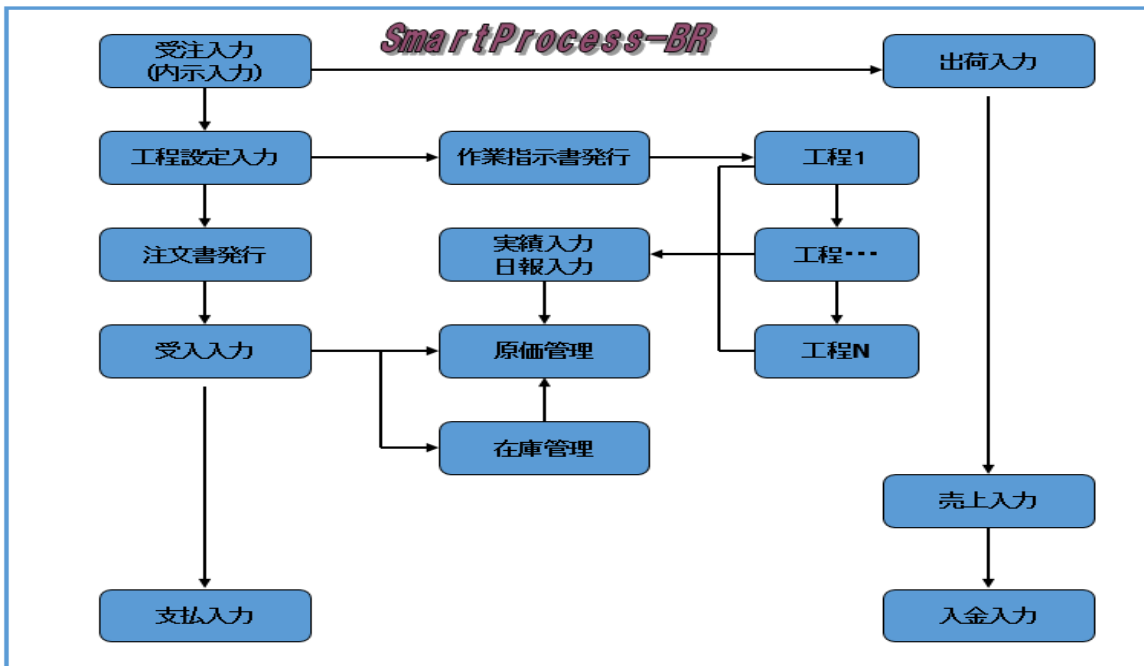 SmartProcess-BR
受注入力
(内示入力)
出荷入力
工程設定入力
作業指示書発行
工程1
注文書発行
実績入力
日報入力
工程･･･
受入入力
原価管理
工程N
在庫管理
売上入力
支払入力
入金入力